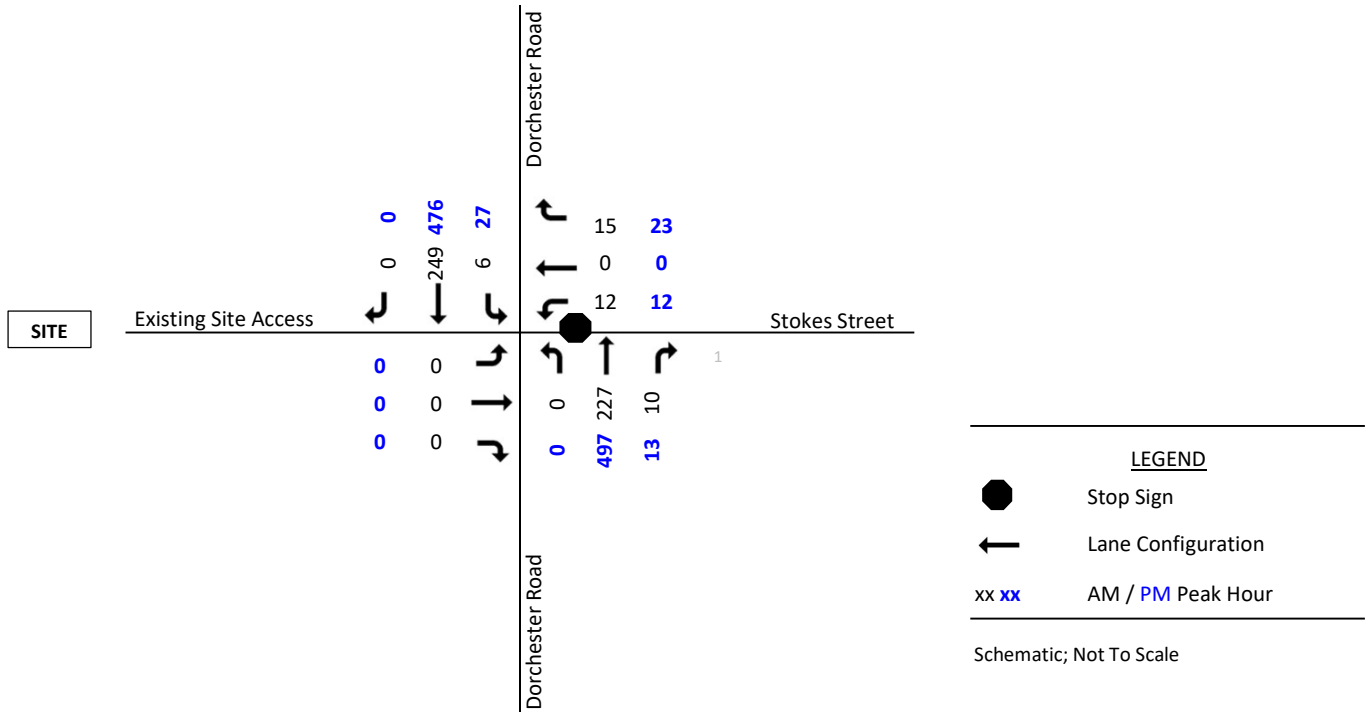 Dorchester Road
0 476 27
0 249 6
15 23
0 0
12 12
SITE
Existing Site Access
Stokes Street
0 0
0 0
0 0
0 227 10
0 497 13
1
Dorchester Road
LEGEND
Stop Sign
Lane Configuration
xx xx AM / PM Peak Hour
Schematic; Not To Scale